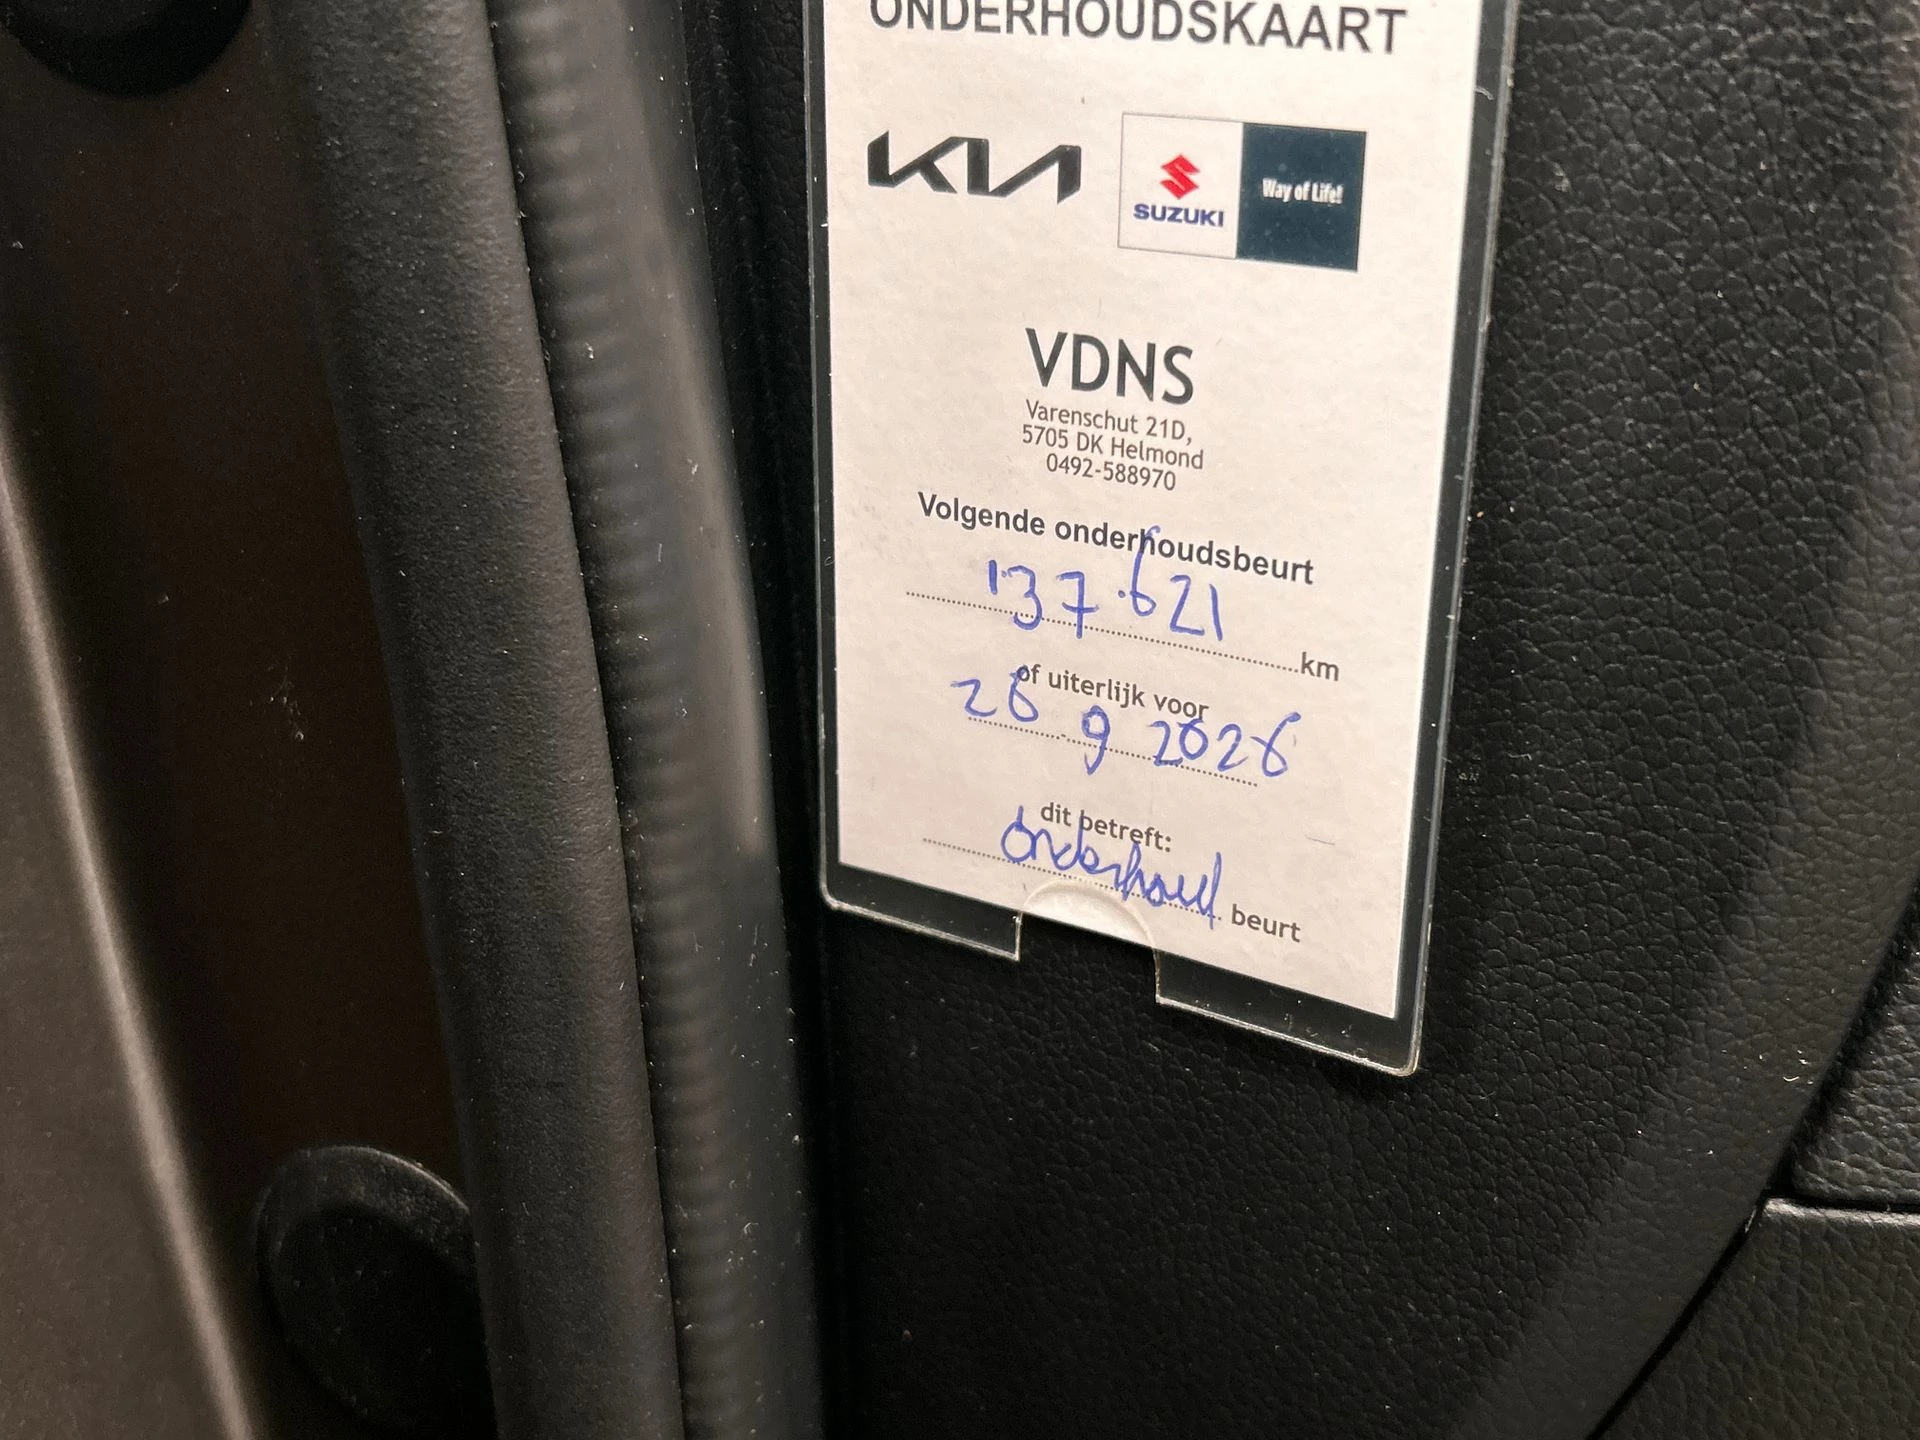 ONDERHOUDSKAART
KIA
SUZUKI
Way of Life!
VDNS
Varenschut 21D,
5705 DK Helmond
0492-588970
Volgende onderhoudsbeurt
137.621 km
of uiterlijk voor
26 9 2026
dit betreft:
onderhoud beurt